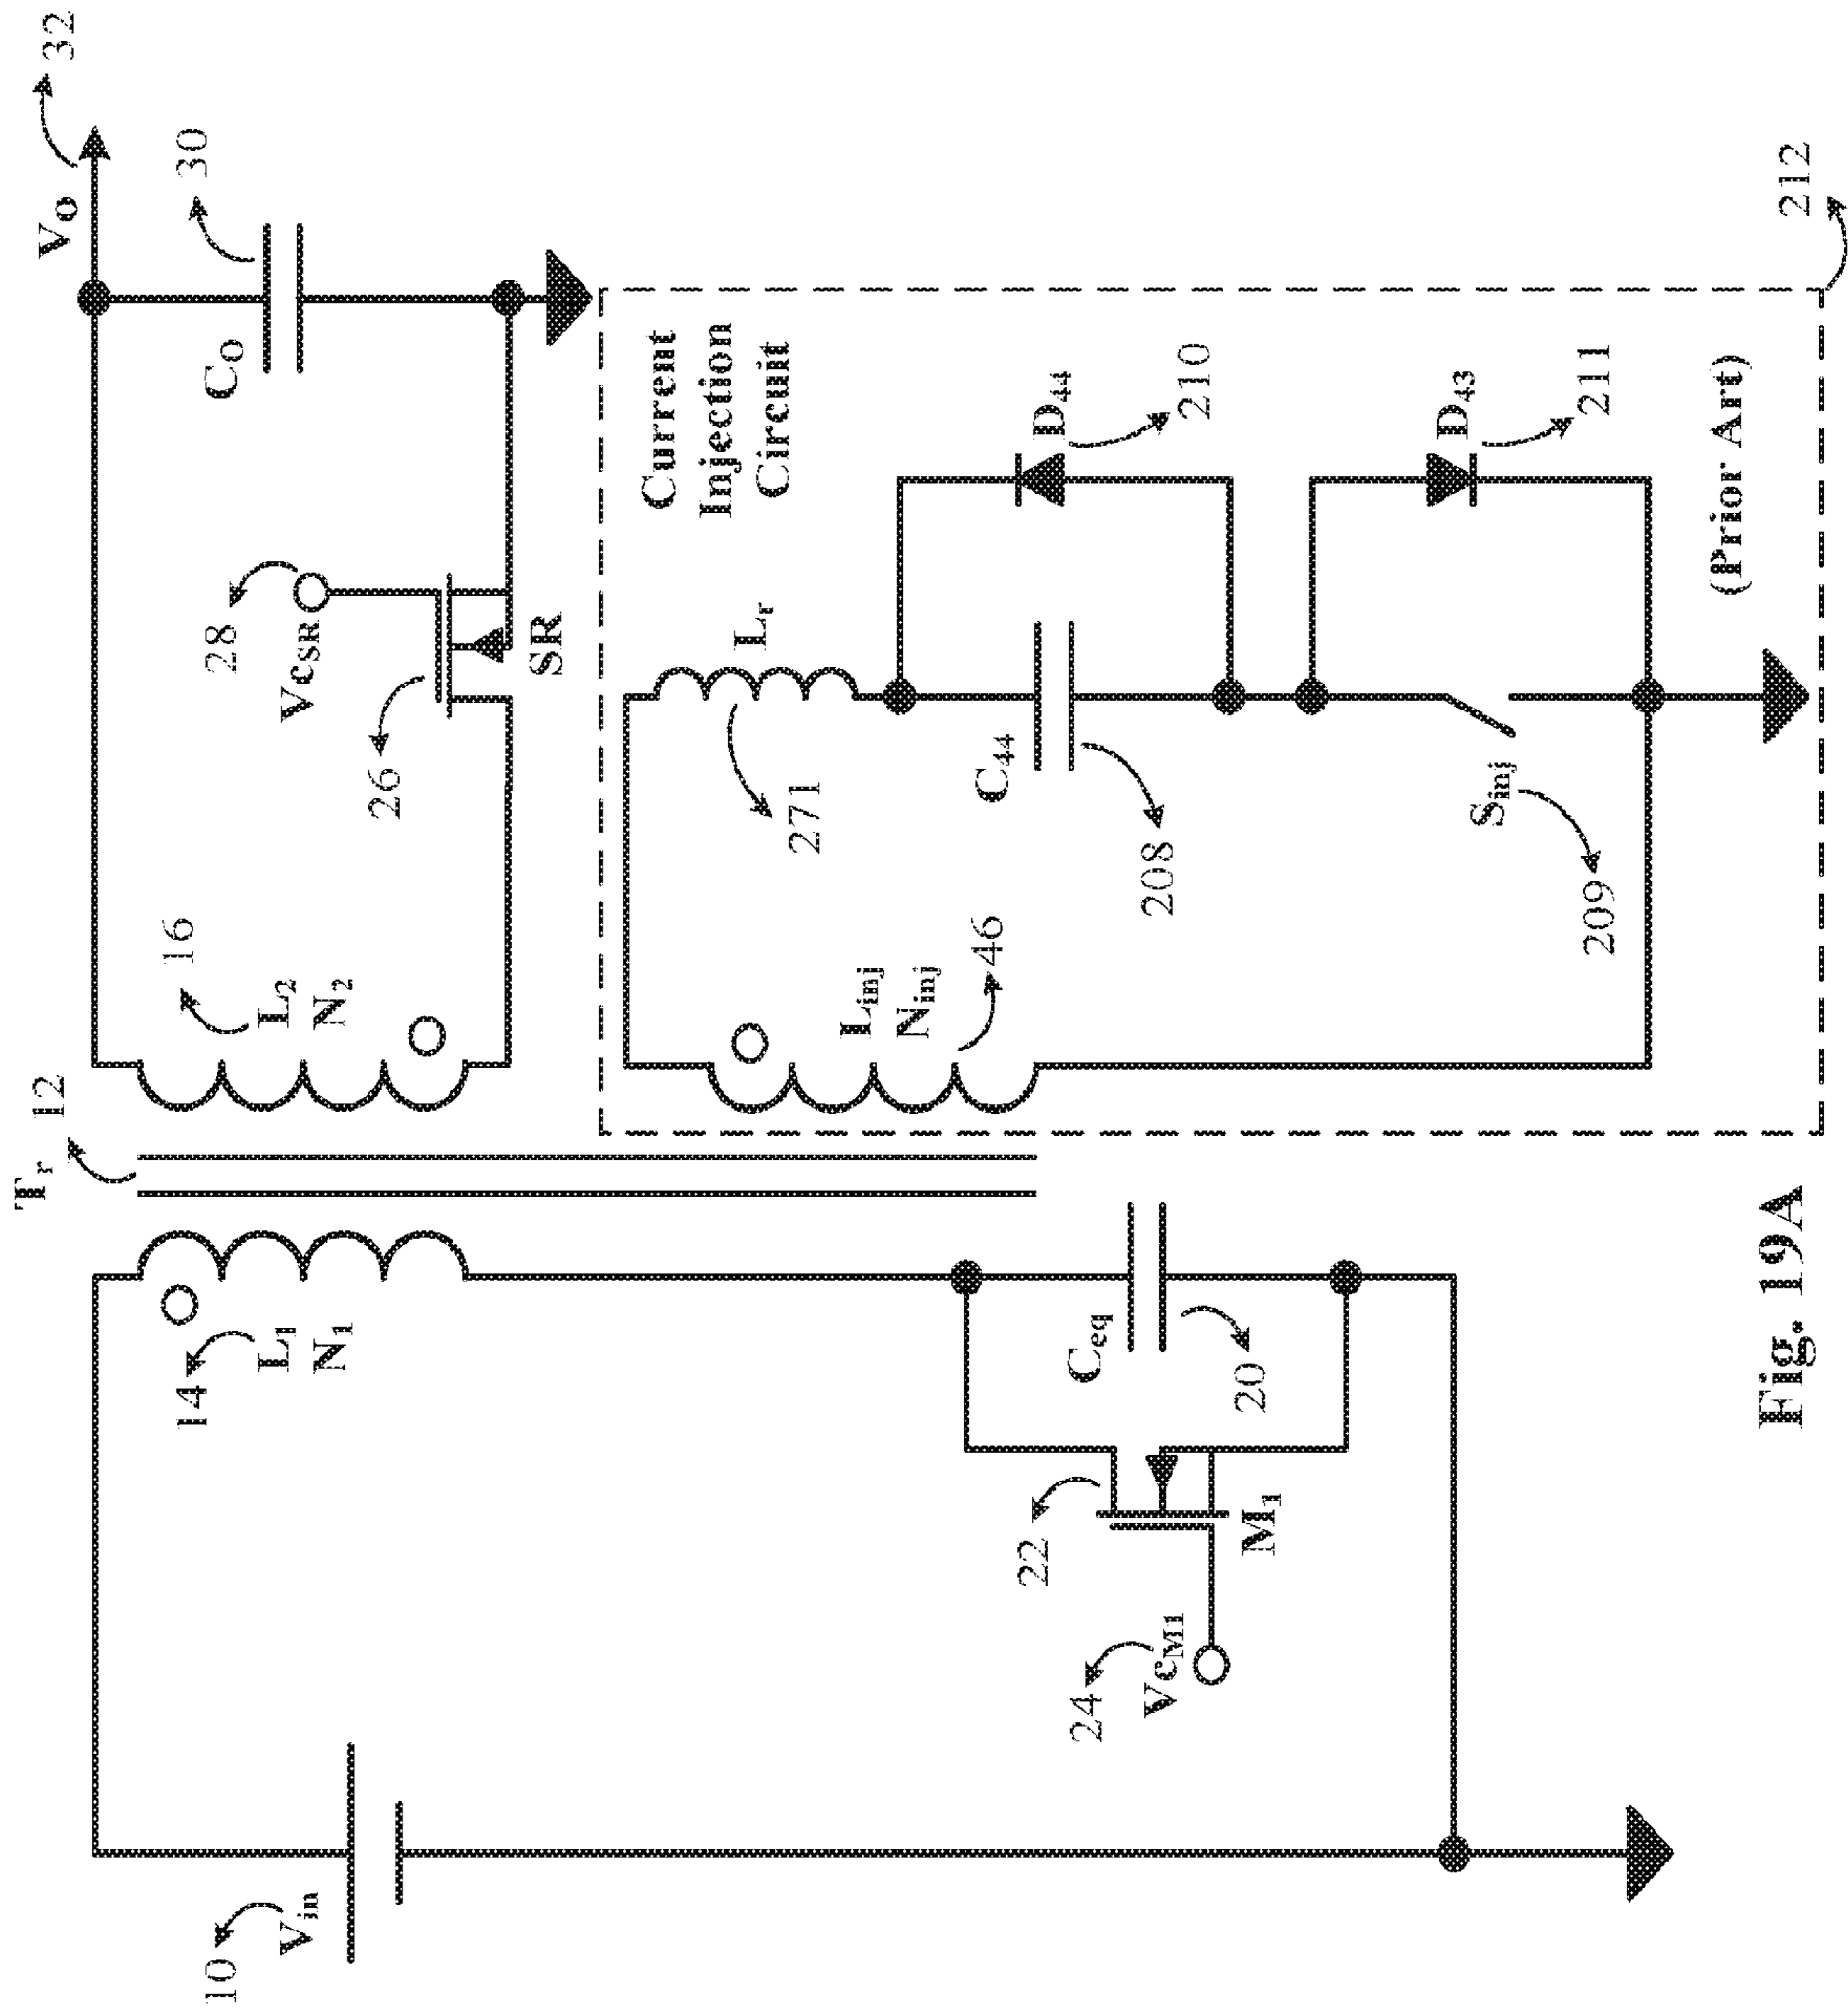 Tr
12
Vo
32
16
L2
N2
28
VcSR
26
SR
CO
30
14
L1
N1
Current
Injection
Circuit
Lr
271
Linj
Ninj
46
C44
208
D44
210
Sinj
209
D43
211
(Prior Art)
212
10
Vin
Ceq
20
22
M1
24
VcM1
Fig. 19A